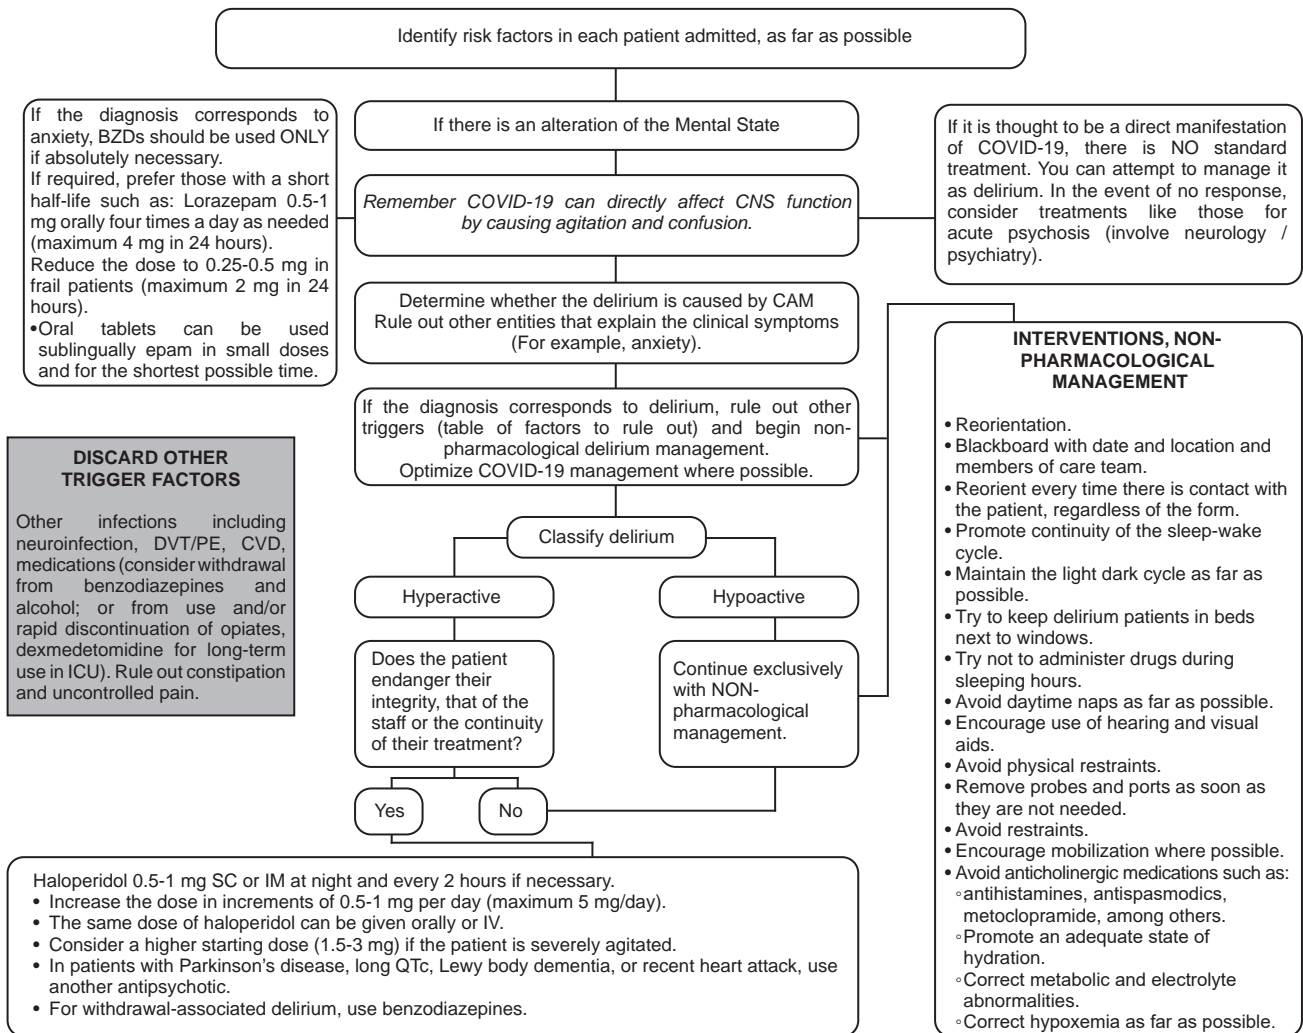 Identify risk factors in each patient admitted, as far as possible
If the diagnosis corresponds to
anxiety, BZDs should be used ONLY
if absolutely necessary.
If required, prefer those with a short
half-life such as: Lorazepam 0.5-1
mg orally four times a day as needed
(maximum 4 mg in 24 hours).
Reduce the dose to 0.25-0.5 mg in
frail patients (maximum 2 mg in 24
hours).
•Oral tablets can be used
sublingually epam in small doses
and for the shortest possible time.
If there is an alteration of the Mental State
Remember COVID-19 can directly affect CNS function
by causing agitation and confusion.
If it is thought to be a direct manifestation
of COVID-19, there is NO standard
treatment. You can attempt to manage it
as delirium. In the event of no response,
consider treatments like those for
acute psychosis (involve neurology /
psychiatry).
Determine whether the delirium is caused by CAM
Rule out other entities that explain the clinical symptoms
(For example, anxiety).
If the diagnosis corresponds to delirium, rule out other
triggers (table of factors to rule out) and begin non-
pharmacological delirium management.
Optimize COVID-19 management where possible.
DISCARD OTHER
TRIGGER FACTORS
Other infections including
neuroinfection, DVT/PE, CVD,
medications (consider withdrawal
from benzodiazepines and
alcohol; or from use and/or
rapid discontinuation of opiates,
dexmedetomidine for long-term
use in ICU). Rule out constipation
and uncontrolled pain.
Classify delirium
Hyperactive
Hypoactive
Does the patient
endanger their
integrity, that of the
staff or the continuity
of their treatment?
Continue exclusively
with NON-
pharmacological
management.
Yes
No
Haloperidol 0.5-1 mg SC or IM at night and every 2 hours if necessary.
• Increase the dose in increments of 0.5-1 mg per day (maximum 5 mg/day).
• The same dose of haloperidol can be given orally or IV.
• Consider a higher starting dose (1.5-3 mg) if the patient is severely agitated.
• In patients with Parkinson's disease, long QTc, Lewy body dementia, or recent heart attack, use
another antipsychotic.
• For withdrawal-associated delirium, use benzodiazepines.
INTERVENTIONS, NON-
PHARMACOLOGICAL
MANAGEMENT
• Reorientation.
• Blackboard with date and location and
members of care team.
• Reorient every time there is contact with
the patient, regardless of the form.
• Promote continuity of the sleep-wake
cycle.
• Maintain the light dark cycle as far as
possible.
• Try to keep delirium patients in beds
next to windows.
• Try not to administer drugs during
sleeping hours.
• Avoid daytime naps as far as possible.
• Encourage use of hearing and visual
aids.
• Avoid physical restraints.
• Remove probes and ports as soon as
they are not needed.
• Avoid restraints.
• Encourage mobilization where possible.
• Avoid anticholinergic medications such as:
◦antihistamines, antispasmodics,
metoclopramide, among others.
◦Promote an adequate state of
hydration.
◦Correct metabolic and electrolyte
abnormalities.
◦Correct hypoxemia as far as possible.